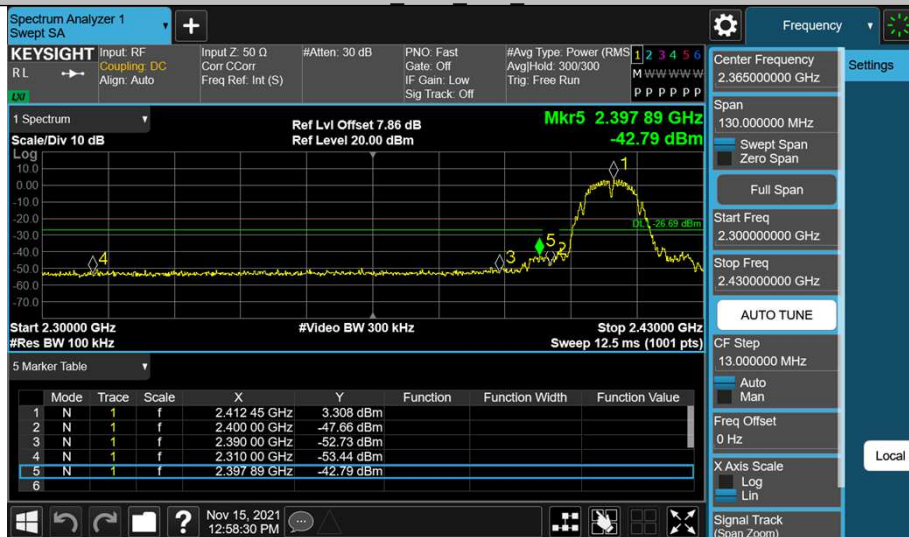 Spectrum Analyzer 1
Swept SA
+
Frequency
KEYSIGHT
RL
LXI
Input: RF
Coupling: DC
Align: Auto
Input Z: 50 Ω
Corr CCorr
Freq Ref: Int (S)
#Atten: 30 dB
PNO: Fast
Gate: Off
IF Gain: Low
Sig Track: Off
#Avg Type: Power (RMS
Avg|Hold: 300/300
Trig: Free Run
1 2 3 4 5 6
M W W W W W
P P P P P P
Center Frequency
2.365000000 GHz
Settings
Span
130.000000 MHz
Swept Span
Zero Span
Full Span
Start Freq
2.300000000 GHz
Stop Freq
2.430000000 GHz
AUTO TUNE
CF Step
13.000000 MHz
Auto
Man
Freq Offset
0 Hz
X Axis Scale
Log
Lin
Signal Track
(Span Zoom)
Local
1 Spectrum
Scale/Div 10 dB
Ref Lvl Offset 7.86 dB
Ref Level 20.00 dBm
Mkr5 2.397 89 GHz
-42.79 dBm
Log
10.0
0.00
-10.0
-20.0
-30.0
-40.0
-50.0
-60.0
-70.0
1
DL1 -26.69 dBm
5
2
3
4
Start 2.30000 GHz
#Video BW 300 kHz
Stop 2.43000 GHz
#Res BW 100 kHz
Sweep 12.5 ms (1001 pts)
5 Marker Table
Mode Trace Scale X Y Function Function Width Function Value
1 N 1 f 2.412 45 GHz 3.308 dBm
2 N 1 f 2.400 00 GHz -47.66 dBm
3 N 1 f 2.390 00 GHz -52.73 dBm
4 N 1 f 2.310 00 GHz -53.44 dBm
5 N 1 f 2.397 89 GHz -42.79 dBm
6
?
Nov 15, 2021
12:58:30 PM